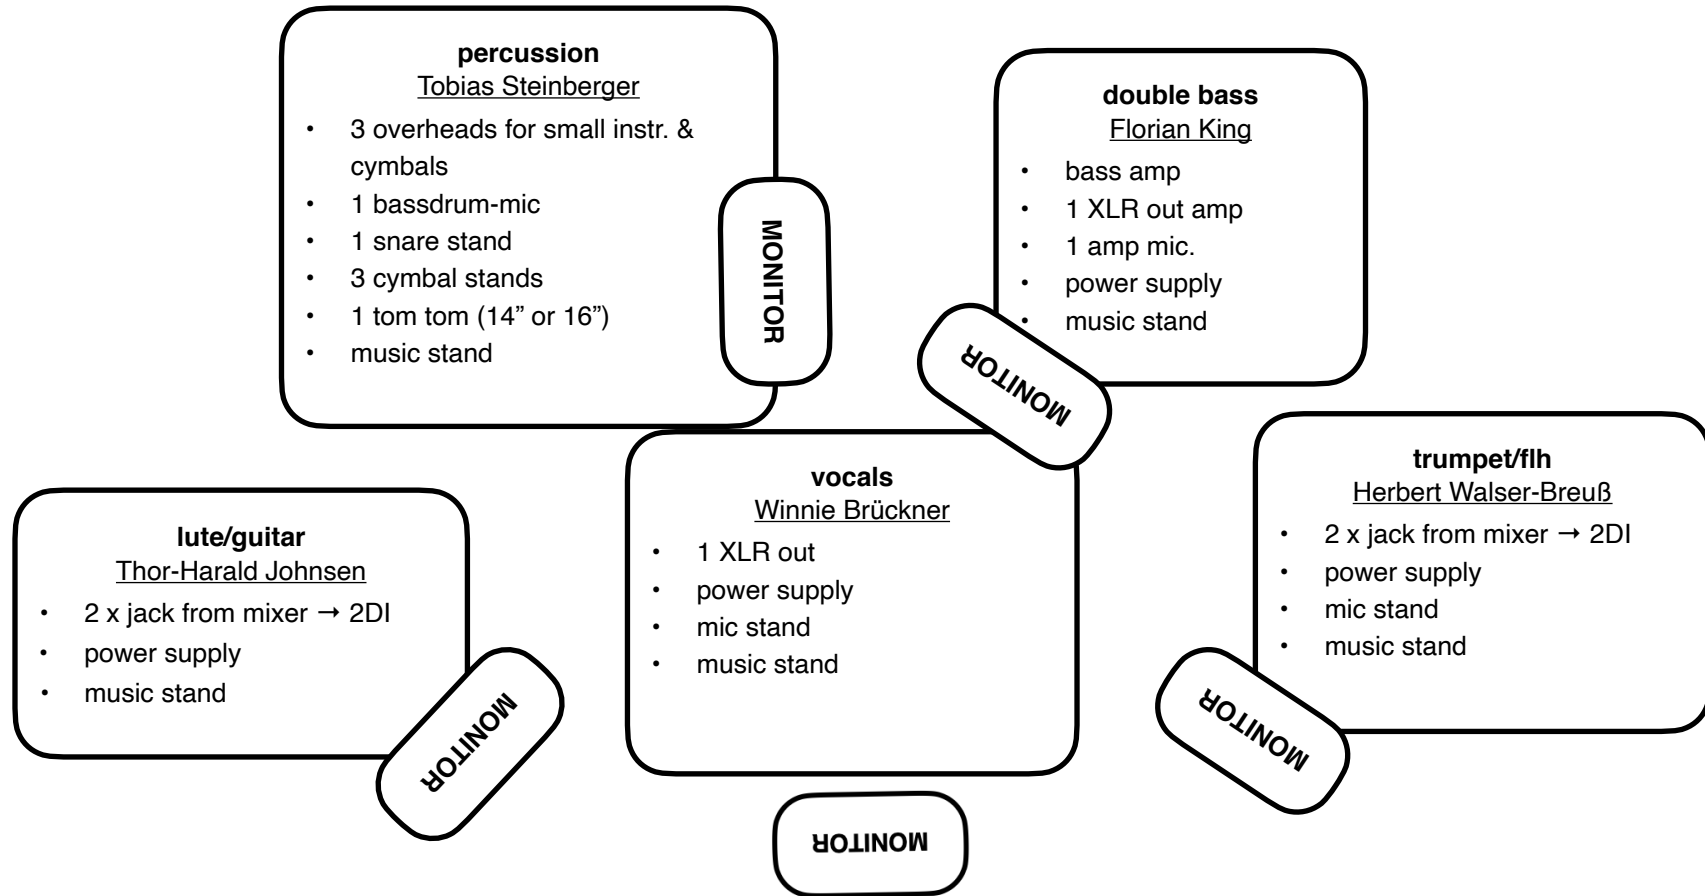 percussion
Tobias Steinberger
• 3 overheads for small instr. &
cymbals
• 1 bassdrum-mic
• 1 snare stand
• 3 cymbal stands
• 1 tom tom (14” or 16”)
• music stand
MONITOR
double bass
Florian King
• bass amp
• 1 XLR out amp
• 1 amp mic.
• power supply
• music stand
MONITOR
lute/guitar
Thor-Harald Johnsen
• 2 x jack from mixer → 2DI
• power supply
• music stand
MONITOR
vocals
Winnie Brückner
• 1 XLR out
• power supply
• mic stand
• music stand
MONITOR
trumpet/flh
Herbert Walser-Breuß
• 2 x jack from mixer → 2DI
• power supply
• mic stand
• music stand
MONITOR